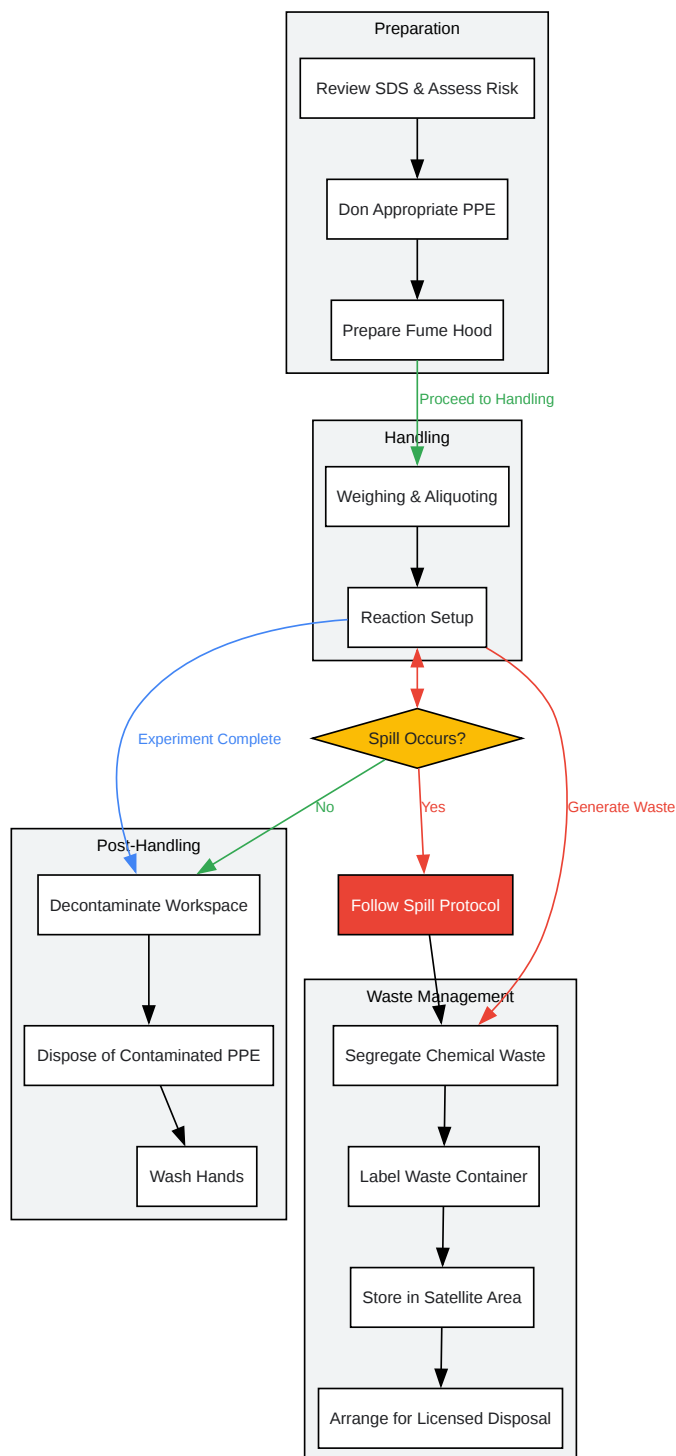 Preparation
Review SDS & Assess Risk
Don Appropriate PPE
Prepare Fume Hood
Proceed to Handling
Handling
Weighing & Aliquoting
Reaction Setup
Spill Occurs?
Experiment Complete
No
Yes
Generate Waste
Post-Handling
Decontaminate Workspace
Follow Spill Protocol
Waste Management
Dispose of Contaminated PPE
Segregate Chemical Waste
Wash Hands
Label Waste Container
Store in Satellite Area
Arrange for Licensed Disposal